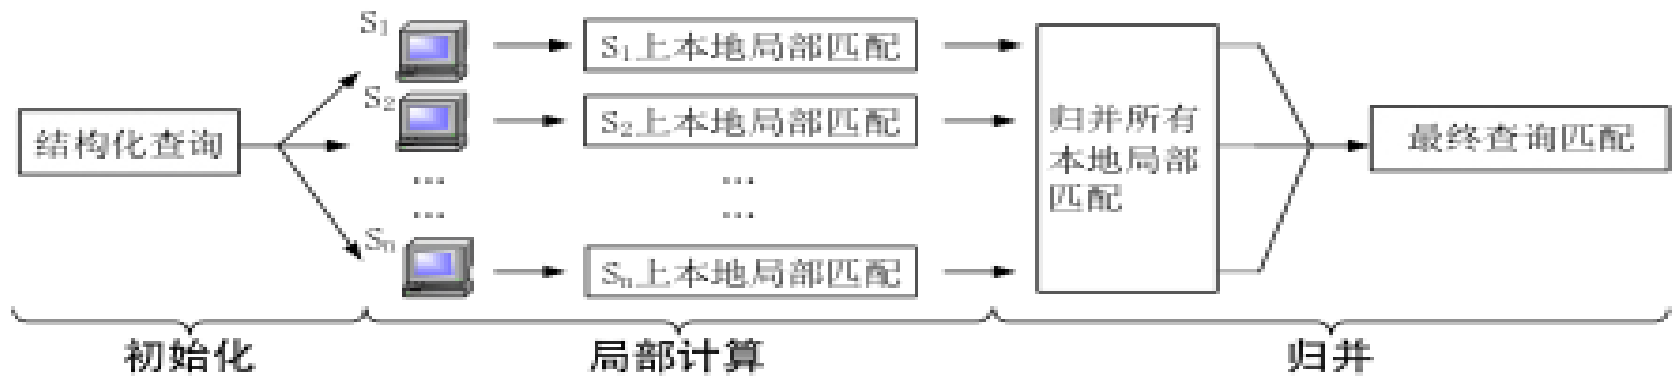 结构化查询
S1
S2
...
...
Sn
S1上本地局部匹配
S2上本地局部匹配
...
...
Sn上本地局部匹配
归并所有
本地局部
匹配
最终查询匹配
初始化
局部计算
归并